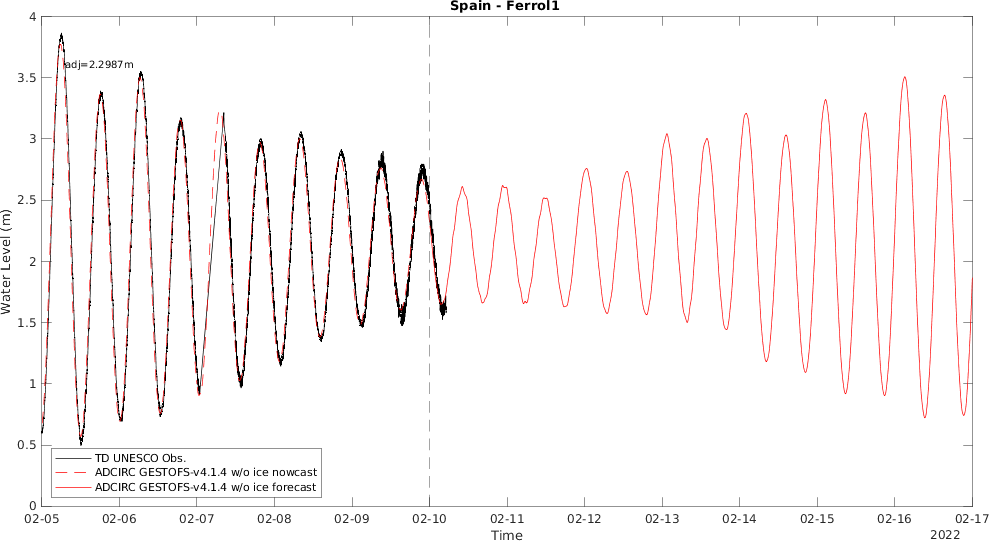 Spain - Ferrol1
Water Level (m)
4
3.5
3
2.5
2
1.5
1
0.5
0
adj=2.2987m
TD UNESCO Obs.
ADCIRC GESTOFS-v4.1.4 w/o ice nowcast
ADCIRC GESTOFS-v4.1.4 w/o ice forecast
02-05 02-06 02-07 02-08 02-09 02-10 02-11 02-12 02-13 02-14 02-15 02-16 02-17
Time
2022